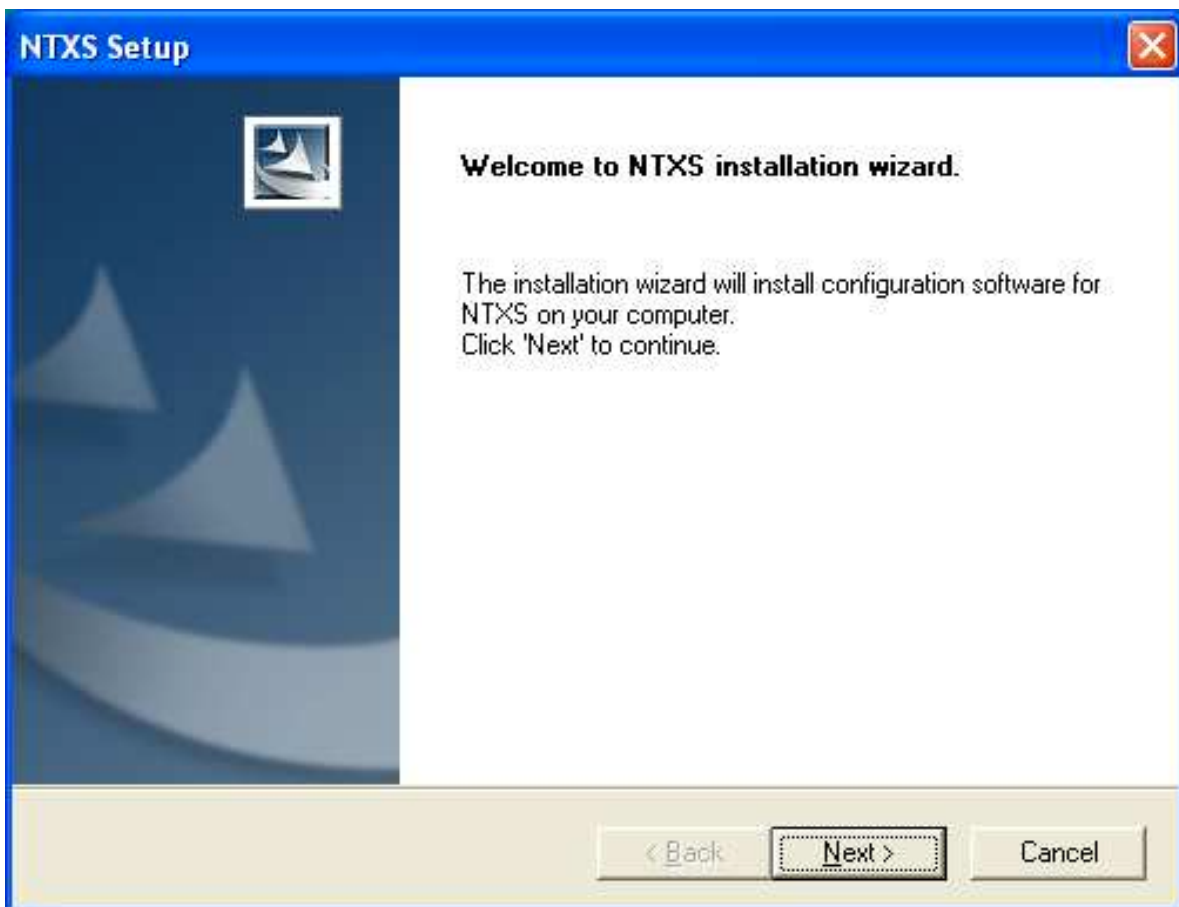 NTXS Setup
Welcome to NTXS installation wizard.
The installation wizard will install configuration software for
NTXS on your computer.
Click 'Next' to continue.
< Back
Next >
Cancel